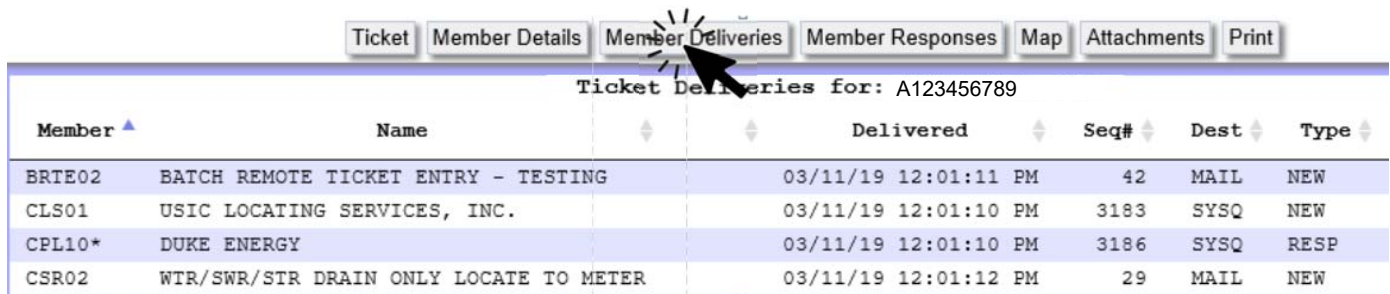 Ticket Member Details Member Deliveries Member Responses Map Attachments Print
Ticket Deliveries for: A123456789
Member Name Delivered Seq# Dest Type
BRTE02 BATCH REMOTE TICKET ENTRY - TESTING 03/11/19 12:01:11 PM 42 MAIL NEW
CLS01 USIC LOCATING SERVICES, INC. 03/11/19 12:01:10 PM 3183 SYSQ NEW
CPL10* DUKE ENERGY 03/11/19 12:01:10 PM 3186 SYSQ RESP
CSR02 WTR/SWR/STR DRAIN ONLY LOCATE TO METER 03/11/19 12:01:12 PM 29 MAIL NEW